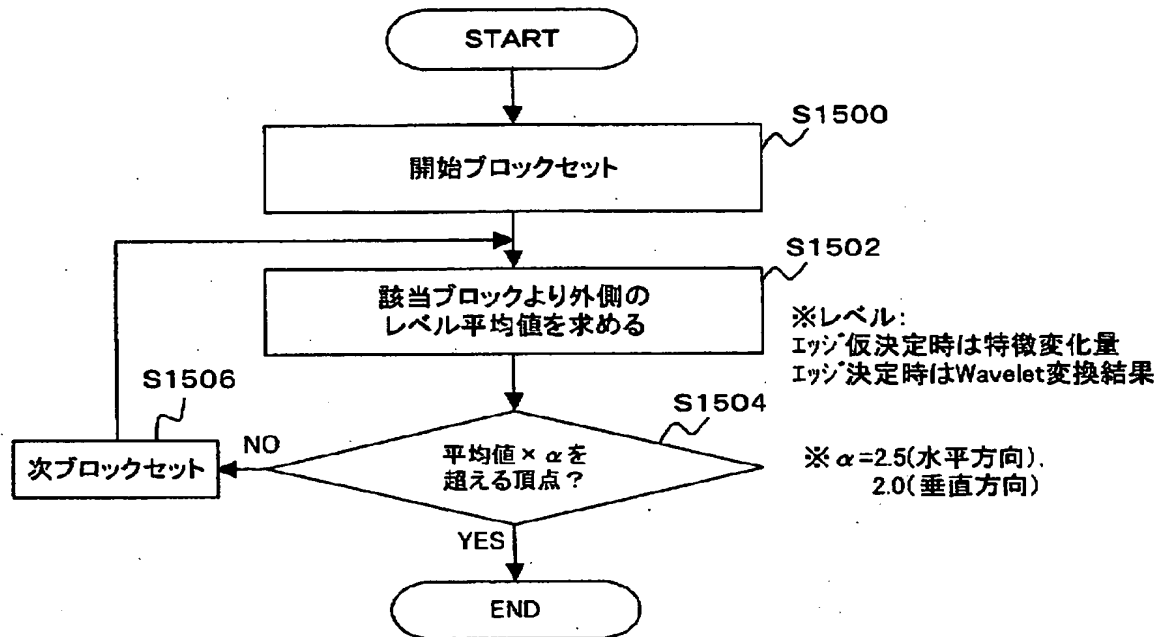 START
S1500
開始ブロックセット
S1502
該当ブロックより外側の
レベル平均値を求める
※レベル:
ｴｯｼﾞ仮決定時は特徴変化量
ｴｯｼﾞ決定時はWavelet変換結果
S1506
次ブロックセット
NO
S1504
平均値× αを
超える頂点？
※α=2.5(水平方向),
2.0(垂直方向)
YES
END